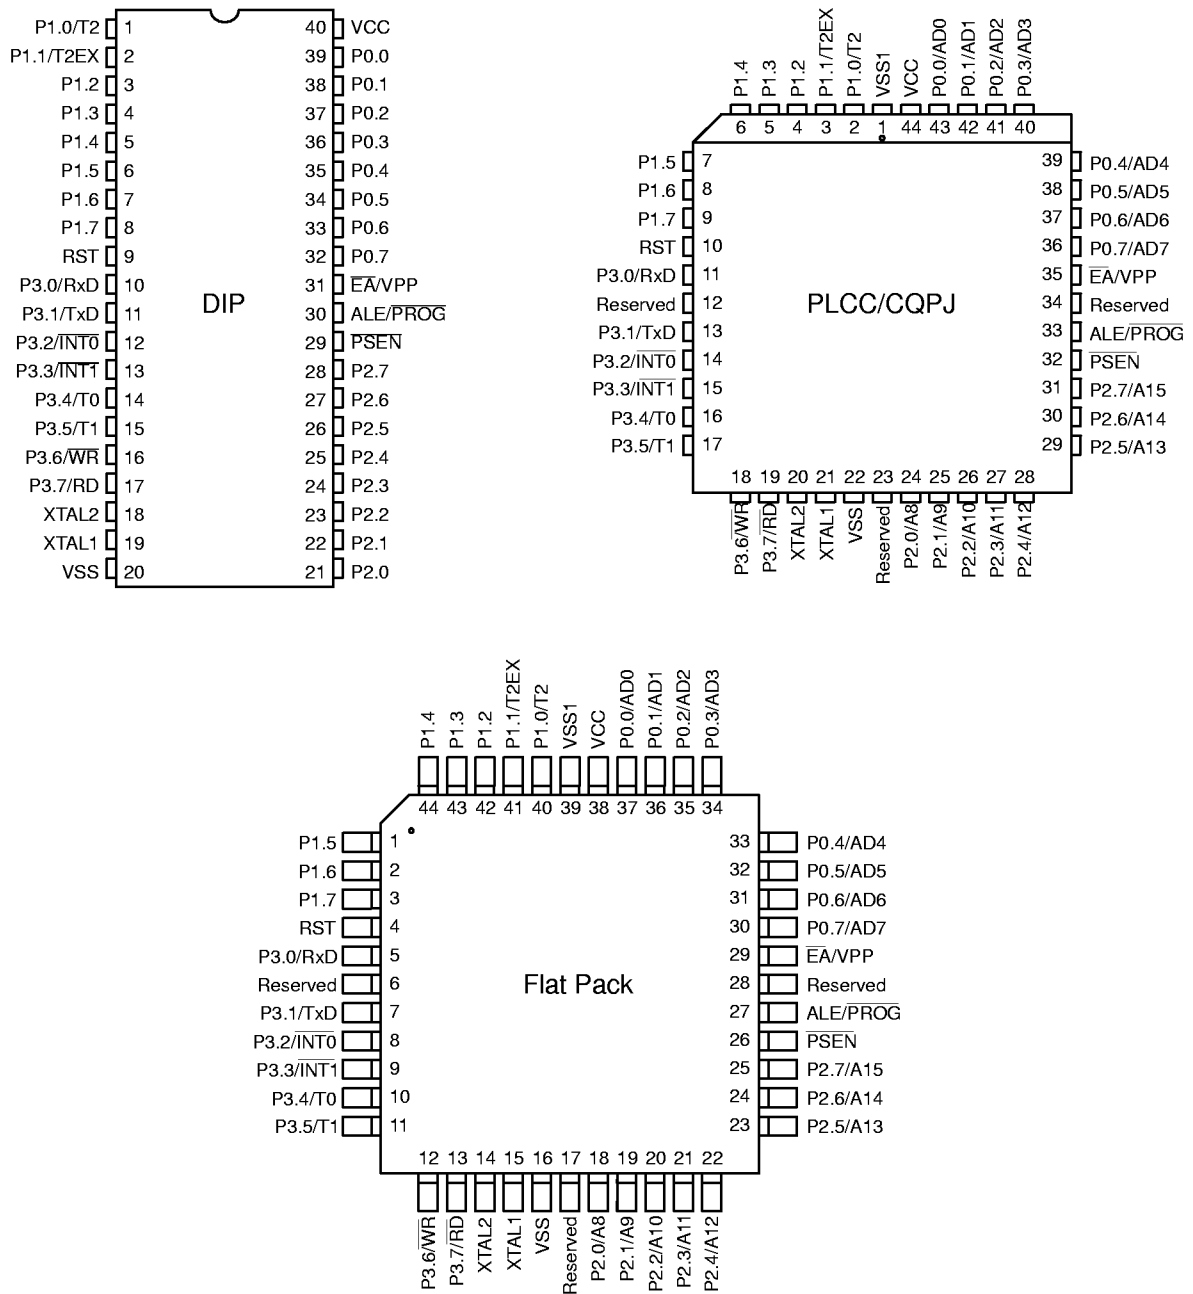 P1.0/T2 1 40 VCC
P1.1/T2EX 2 39 P0.0
P1.2 3 38 P0.1
P1.3 4 37 P0.2
P1.4 5 36 P0.3
P1.5 6 35 P0.4
P1.6 7 34 P0.5
P1.7 8 33 P0.6
RST 9 32 P0.7
P3.0/RxD 10 31 EA/VPP
P3.1/TxD 11 30 ALE/PROG
DIP
P3.2/INT0 12 29 PSEN
P3.3/INT1 13 28 P2.7
P3.4/T0 14 27 P2.6
P3.5/T1 15 26 P2.5
P3.6/WR 16 25 P2.4
P3.7/RD 17 24 P2.3
XTAL2 18 23 P2.2
XTAL1 19 22 P2.1
VSS 20 21 P2.0
P1.4 P1.3 P1.2 P1.1/T2EX P1.0/T2 VSS1 VCC P0.0/AD0 P0.1/AD1 P0.2/AD2 P0.3/AD3
6 5 4 3 2 1 44 43 42 41 40
P1.5 7 39 P0.4/AD4
P1.6 8 38 P0.5/AD5
P1.7 9 37 P0.6/AD6
RST 10 36 P0.7/AD7
P3.0/RxD 11 35 EA/VPP
Reserved 12 PLCC/CQPJ 34 Reserved
P3.1/TxD 13 33 ALE/PROG
P3.2/INT0 14 32 PSEN
P3.3/INT1 15 31 P2.7/A15
P3.4/T0 16 30 P2.6/A14
P3.5/T1 17 29 P2.5/A13
18 19 20 21 22 23 24 25 26 27 28
P3.6/WR P3.7/RD XTAL2 XTAL1 VSS Reserved P2.0/A8 P2.1/A9 P2.2/A10 P2.3/A11 P2.4/A12
P1.4 P1.3 P1.2 P1.1/T2EX P1.0/T2 VSS1 VCC P0.0/AD0 P0.1/AD1 P0.2/AD2 P0.3/AD3
44 43 42 41 40 39 38 37 36 35 34
P1.5 1 33 P0.4/AD4
P1.6 2 32 P0.5/AD5
P1.7 3 31 P0.6/AD6
RST 4 30 P0.7/AD7
P3.0/RxD 5 29 EA/VPP
Reserved 6 Flat Pack 28 Reserved
P3.1/TxD 7 27 ALE/PROG
P3.2/INT0 8 26 PSEN
P3.3/INT1 9 25 P2.7/A15
P3.4/T0 10 24 P2.6/A14
P3.5/T1 11 23 P2.5/A13
12 13 14 15 16 17 18 19 20 21 22
P3.6/WR P3.7/RD XTAL2 XTAL1 VSS Reserved P2.0/A8 P2.1/A9 P2.2/A10 P2.3/A11 P2.4/A12